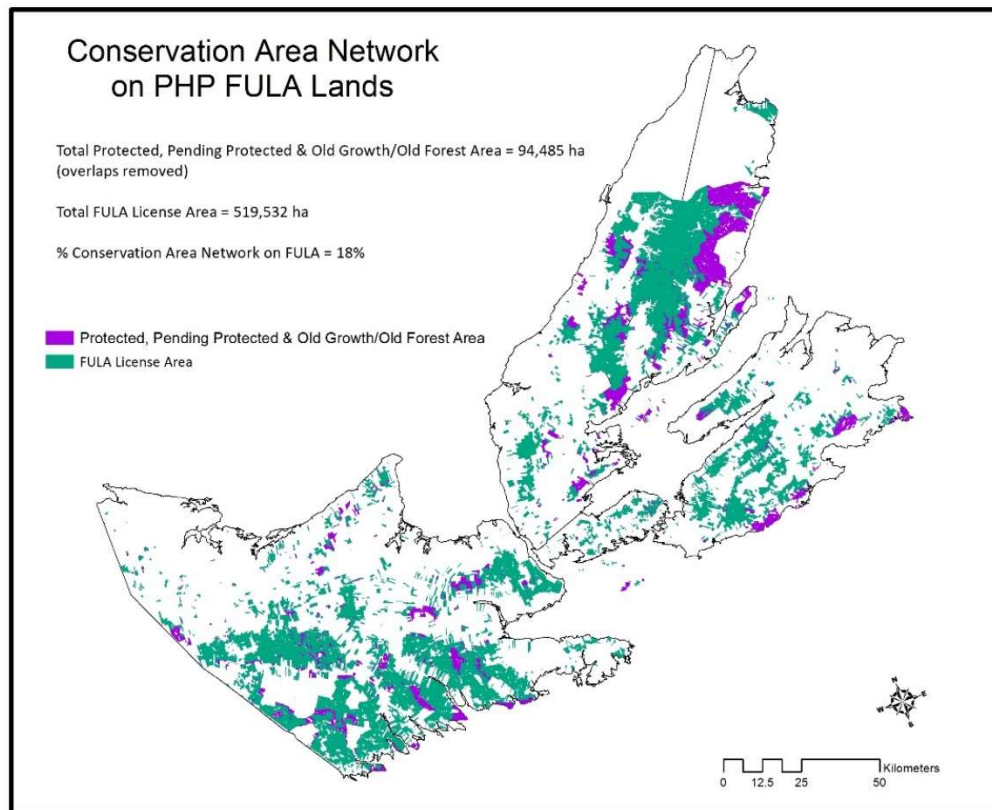 Conservation Area Network
on PHP FULA Lands
Total Protected, Pending Protected & Old Growth/Old Forest Area = 94,485 ha
(overlaps removed)
Total FULA License Area = 519,532 ha
% Conservation Area Network on FULA = 18%
Protected, Pending Protected & Old Growth/Old Forest Area
FULA License Area
Kilometers
0 12.5 25 50